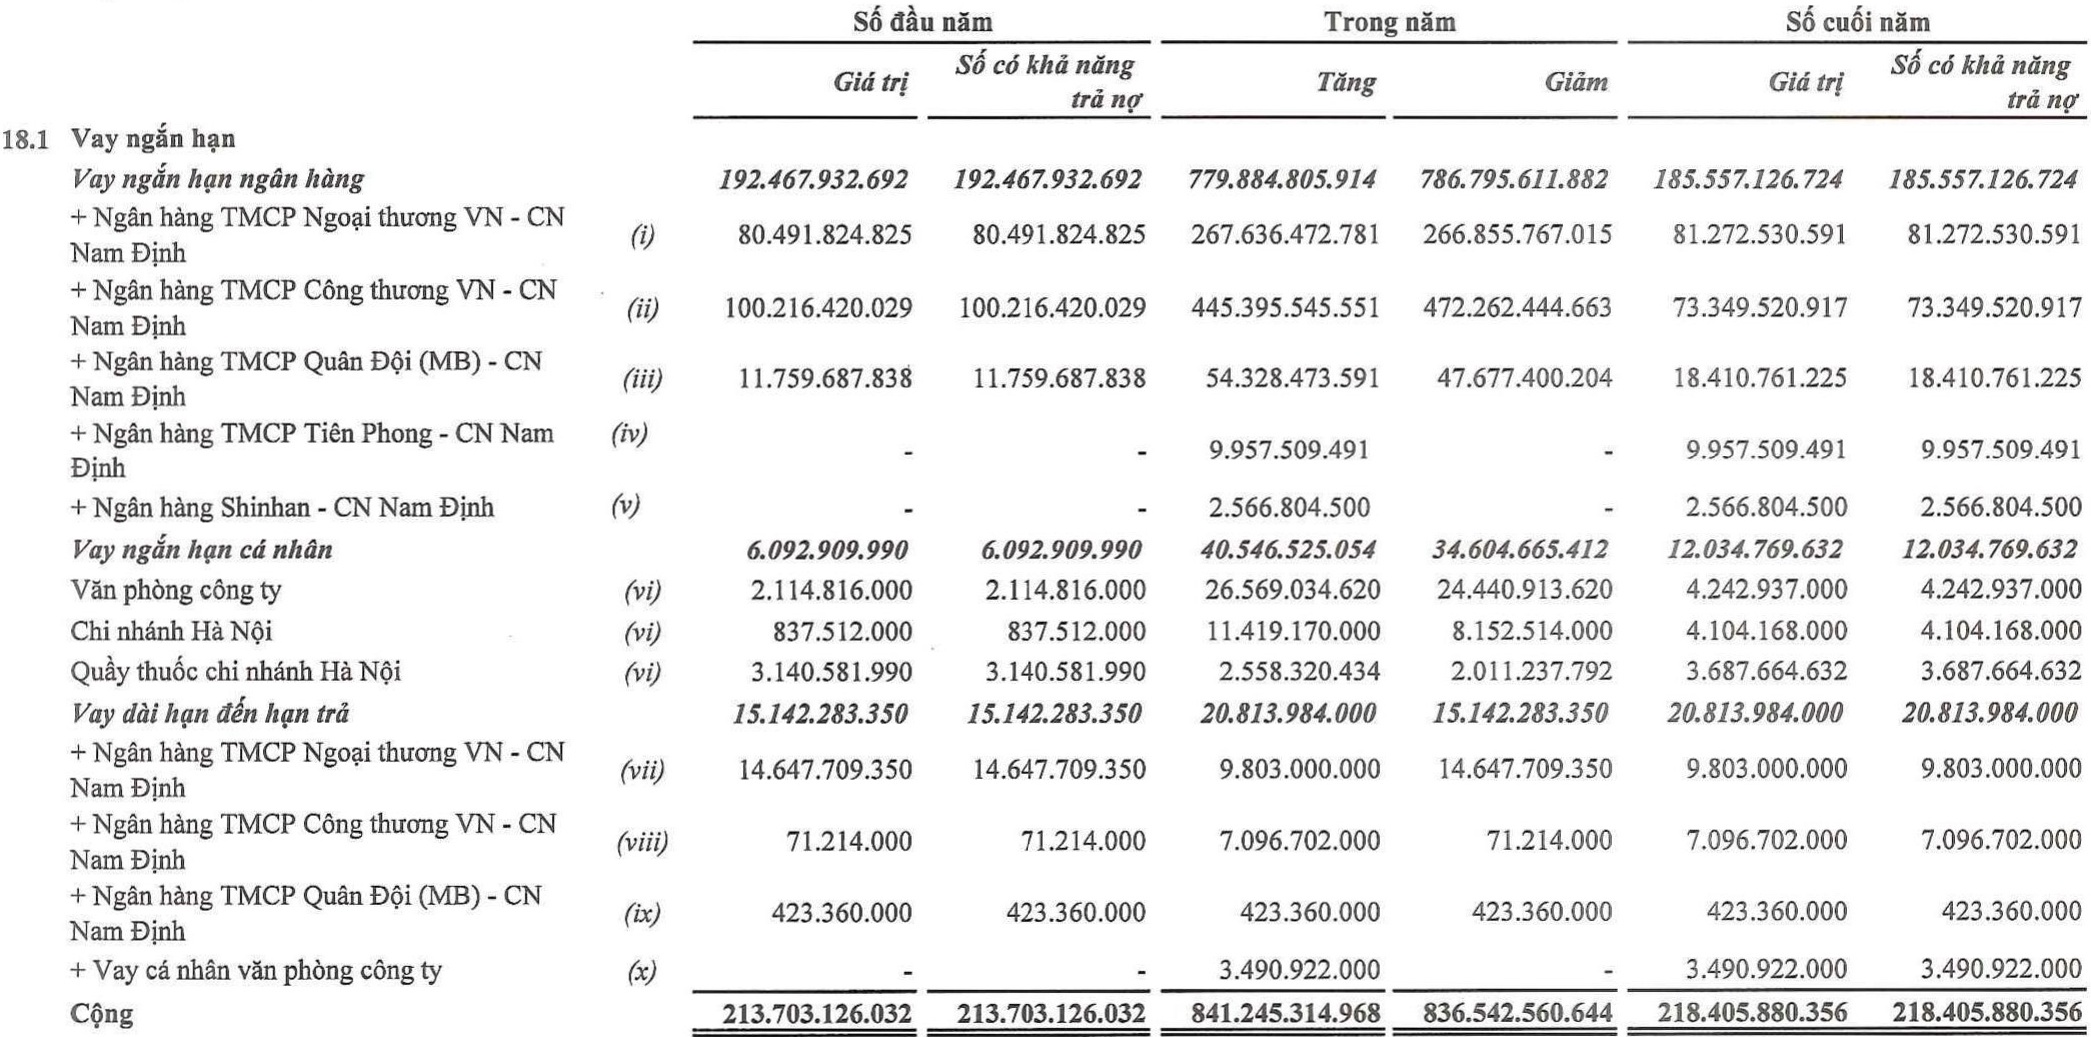 Số đầu năm Trong năm Số cuối năm
Giá trị Số có khả năng trả nợ Tăng Giảm Giá trị Số có khả năng trả nợ
18.1 Vay ngắn hạn
Vay ngắn hạn ngân hàng 192.467.932.692 192.467.932.692 779.884.805.914 786.795.611.882 185.557.126.724 185.557.126.724
+ Ngân hàng TMCP Ngoại thương VN - CN
Nam Định (i) 80.491.824.825 80.491.824.825 267.636.472.781 266.855.767.015 81.272.530.591 81.272.530.591
+ Ngân hàng TMCP Công thương VN - CN
Nam Định (ii) 100.216.420.029 100.216.420.029 445.395.545.551 472.262.444.663 73.349.520.917 73.349.520.917
+ Ngân hàng TMCP Quân Đội (MB) - CN
Nam Định (iii) 11.759.687.838 11.759.687.838 54.328.473.591 47.677.400.204 18.410.761.225 18.410.761.225
+ Ngân hàng TMCP Tiên Phong - CN Nam
Định (iv) - - 9.957.509.491 - 9.957.509.491 9.957.509.491
+ Ngân hàng Shinhan - CN Nam Định (v) - - 2.566.804.500 - 2.566.804.500 2.566.804.500
Vay ngắn hạn cá nhân 6.092.909.990 6.092.909.990 40.546.525.054 34.604.665.412 12.034.769.632 12.034.769.632
Văn phòng công ty (vi) 2.114.816.000 2.114.816.000 26.569.034.620 24.440.913.620 4.242.937.000 4.242.937.000
Chi nhánh Hà Nội (vi) 837.512.000 837.512.000 11.419.170.000 8.152.514.000 4.104.168.000 4.104.168.000
Quầy thuốc chi nhánh Hà Nội (vi) 3.140.581.990 3.140.581.990 2.558.320.434 2.011.237.792 3.687.664.632 3.687.664.632
Vay dài hạn đến hạn trả 15.142.283.350 15.142.283.350 20.813.984.000 15.142.283.350 20.813.984.000 20.813.984.000
+ Ngân hàng TMCP Ngoại thương VN - CN
Nam Định (vii) 14.647.709.350 14.647.709.350 9.803.000.000 14.647.709.350 9.803.000.000 9.803.000.000
+ Ngân hàng TMCP Công thương VN - CN
Nam Định (viii) 71.214.000 71.214.000 7.096.702.000 71.214.000 7.096.702.000 7.096.702.000
+ Ngân hàng TMCP Quân Đội (MB) - CN
Nam Định (ix) 423.360.000 423.360.000 423.360.000 423.360.000 423.360.000 423.360.000
+ Vay cá nhân văn phòng công ty (x) - - 3.490.922.000 - 3.490.922.000 3.490.922.000
Cộng 213.703.126.032 213.703.126.032 841.245.314.968 836.542.560.644 218.405.880.356 218.405.880.356